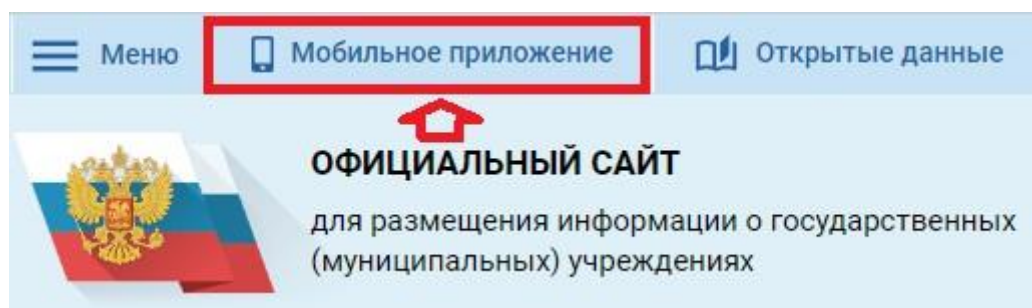 Меню Мобильное приложение Открытые данные
ОФИЦИАЛЬНЫЙ САЙТ
для размещения информации о государственных
(муниципальных) учреждениях